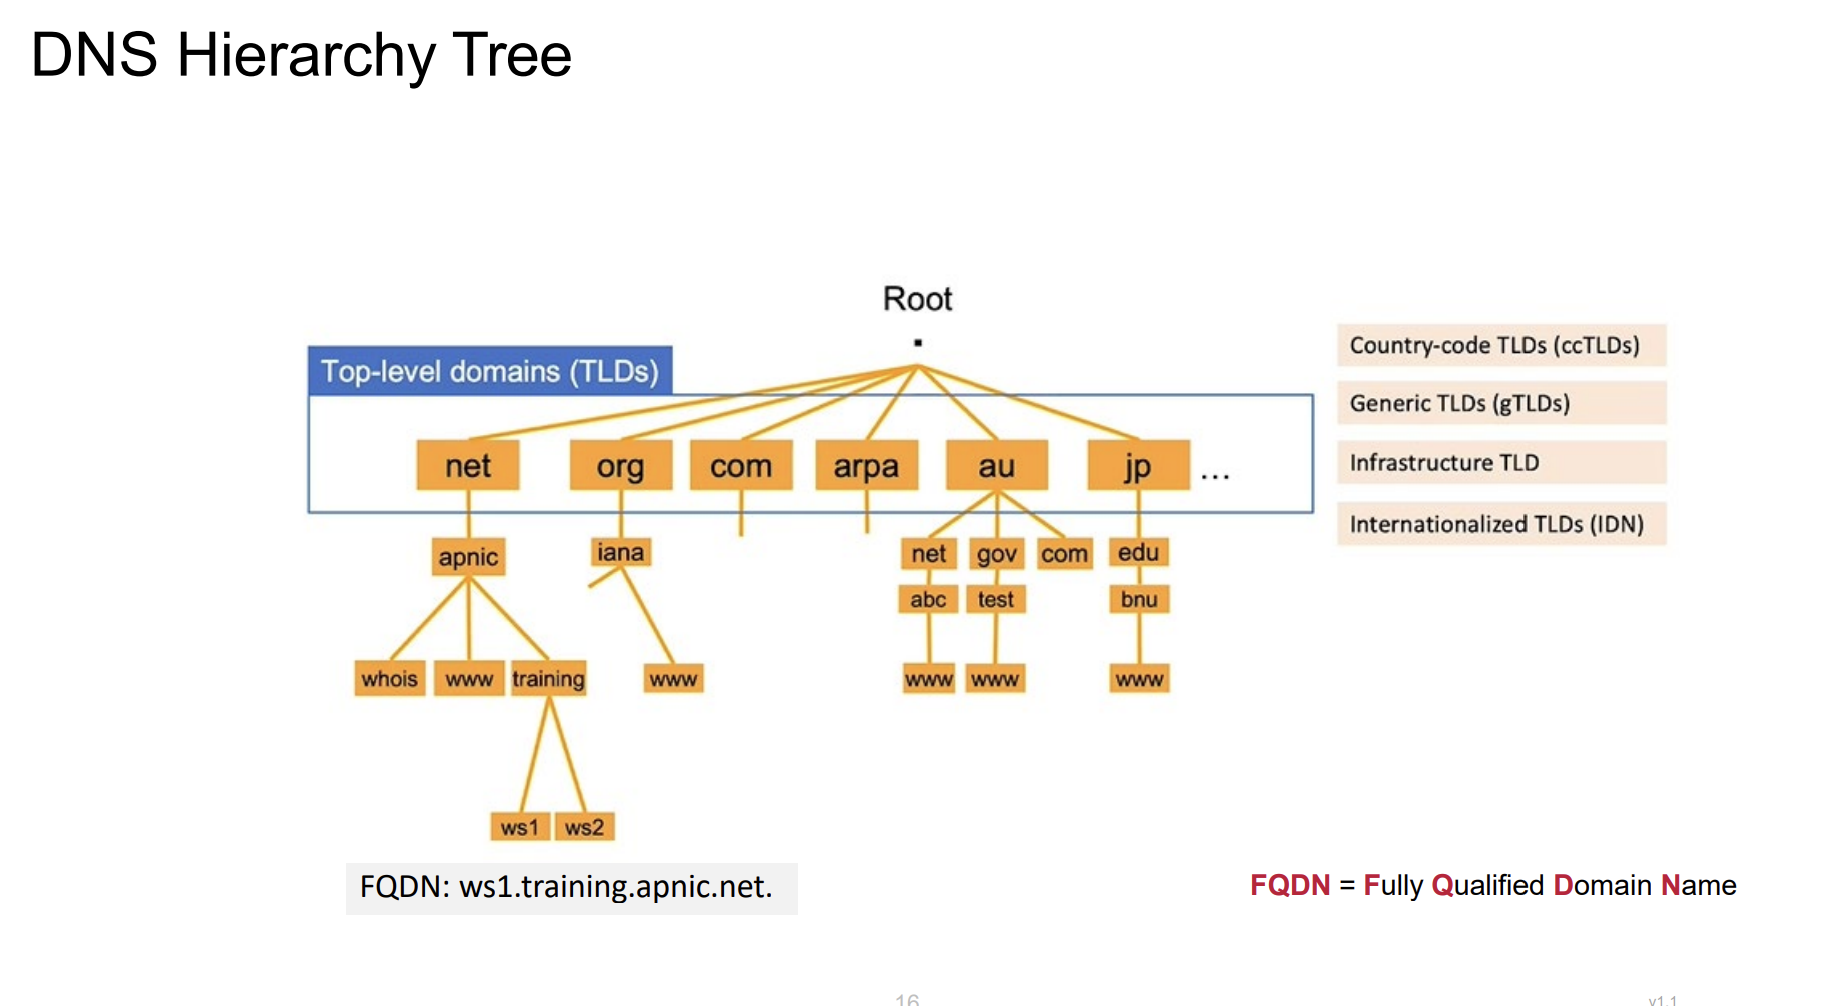 DNS Hierarchy Tree
Root
.
Top-level domains (TLDs)
net org com arpa au jp ...
Country-code TLDs (ccTLDs)
Generic TLDs (gTLDs)
Infrastructure TLD
Internationalized TLDs (IDN)
apnic iana net gov com edu
abc test bnu
whois www training www www www www
ws1 ws2
FQDN: ws1.training.apnic.net.
FQDN = Fully Qualified Domain Name
16
v1.1